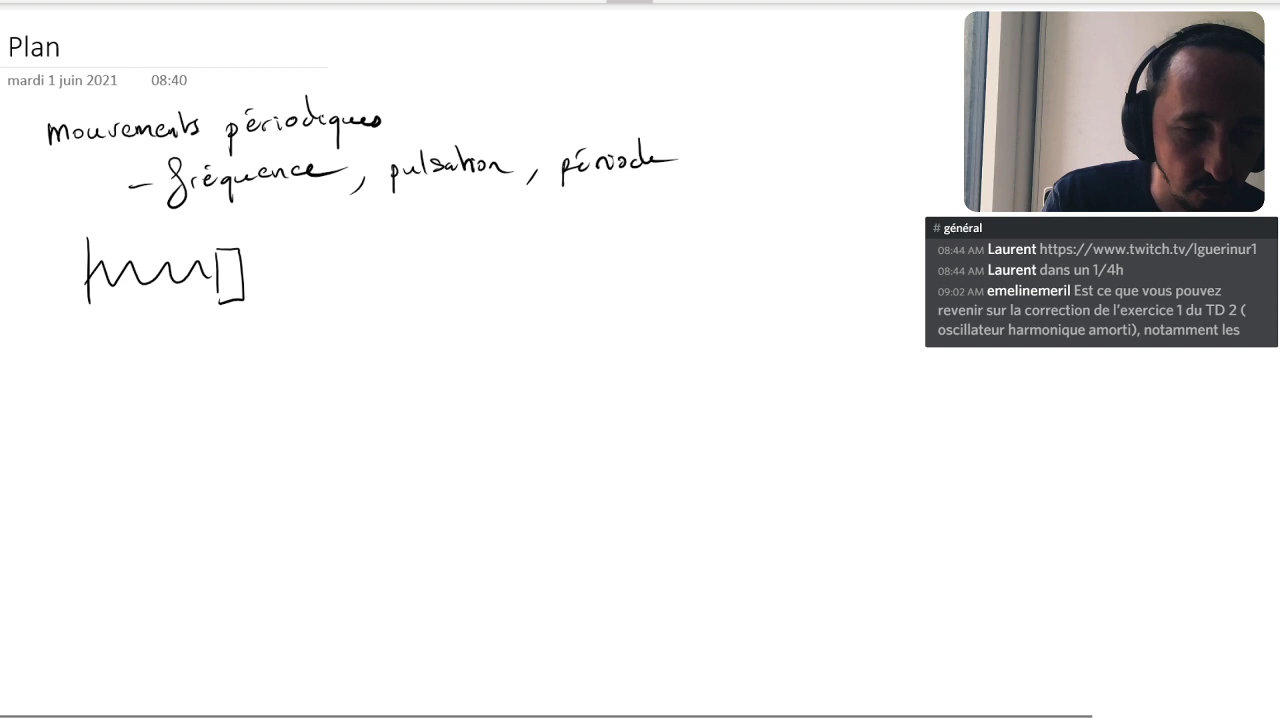 Plan
mardi 1 juin 2021 08:40
Mouvements périodiques
- fréquence, pulsation, période
# général
08:44 AM Laurent https://www.twitch.tv/lguerinur1
08:44 AM Laurent dans un 1/4h
09:02 AM emelinemeril Est ce que vous pouvez
revenir sur la correction de l'exercice 1 du TD 2 (
oscillateur harmonique amorti), notamment les